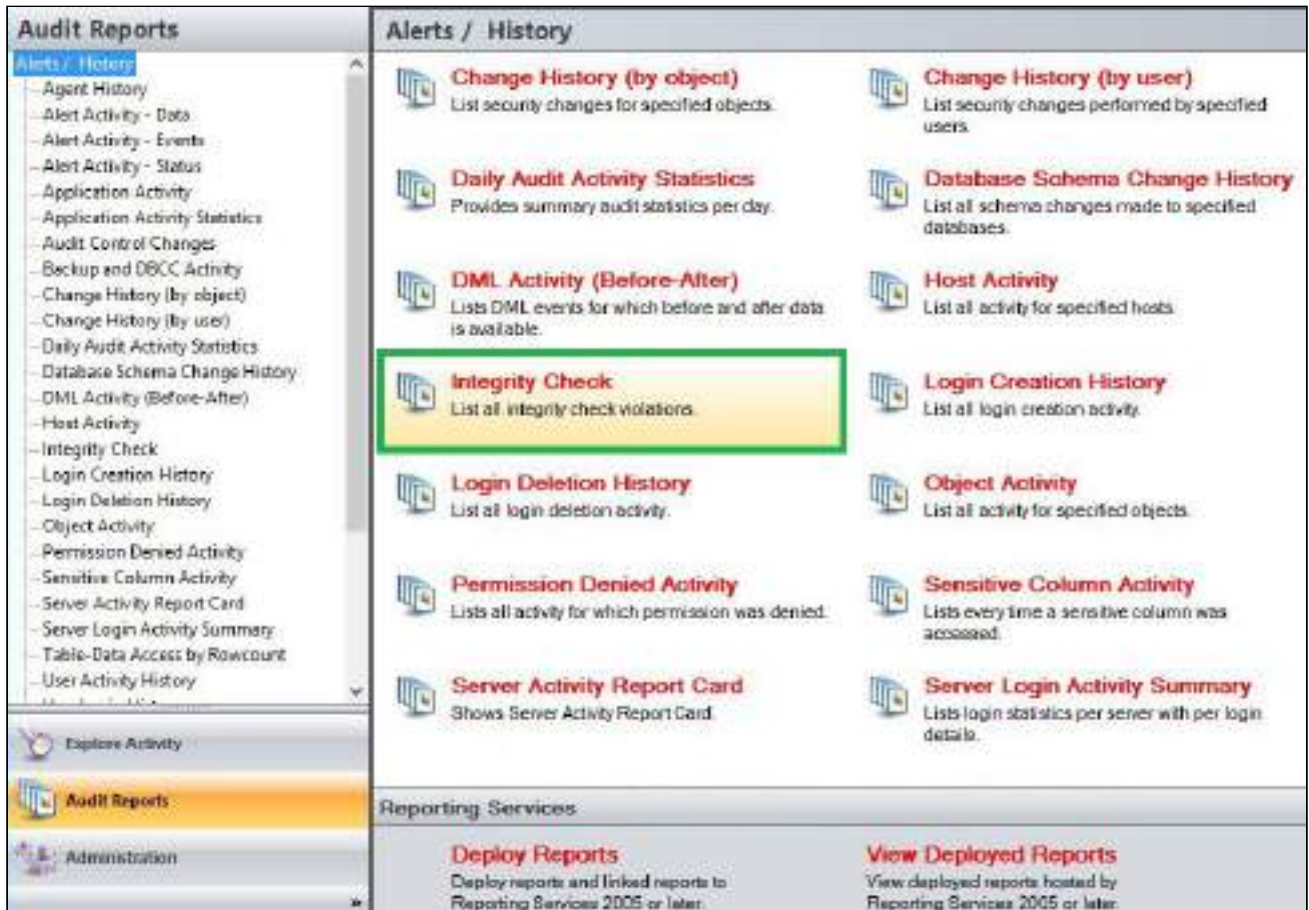 Audit Reports
Alerts / History
Agent History
Alert Activity - Data
Alert Activity - Events
Alert Activity - Status
Application Activity
Application Activity Statistics
Audit Control Changes
Backup and DBCC Activity
Change History (by object)
Change History (by user)
Daily Audit Activity Statistics
Database Schema Change History
DML Activity (Before-After)
Host Activity
Integrity Check
Login Creation History
Login Deletion History
Object Activity
Permission Denied Activity
Sensitive Column Activity
Server Activity Report Card
Server Login Activity Summary
Table-Data Access by Rowcount
User Activity History
Explore Activity
Audit Reports
Administration
»
Alerts / History
Change History (by object)
List security changes for specified objects.
Change History (by user)
List security changes performed by specified
users.
Daily Audit Activity Statistics
Provides summary audit statistics per day.
Database Schema Change History
List all schema changes made to specified
databases.
DML Activity (Before-After)
Lists DML events for which before and after data
is available.
Host Activity
List all activity for specified hosts.
Integrity Check
List all integrity check violations.
Login Creation History
List all login creation activity.
Login Deletion History
List all login deletion activity.
Object Activity
List all activity for specified objects.
Permission Denied Activity
Lists all activity for which permission was denied.
Sensitive Column Activity
Lists every time a sensitive column was
accessed.
Server Activity Report Card
Shows Server Activity Report Card.
Server Login Activity Summary
Lists login statistics per server with per login
details.
Reporting Services
Deploy Reports
Deploy reports and linked reports to
Reporting Services 2005 or later.
View Deployed Reports
View deployed reports hosted by
Reporting Services 2005 or later.